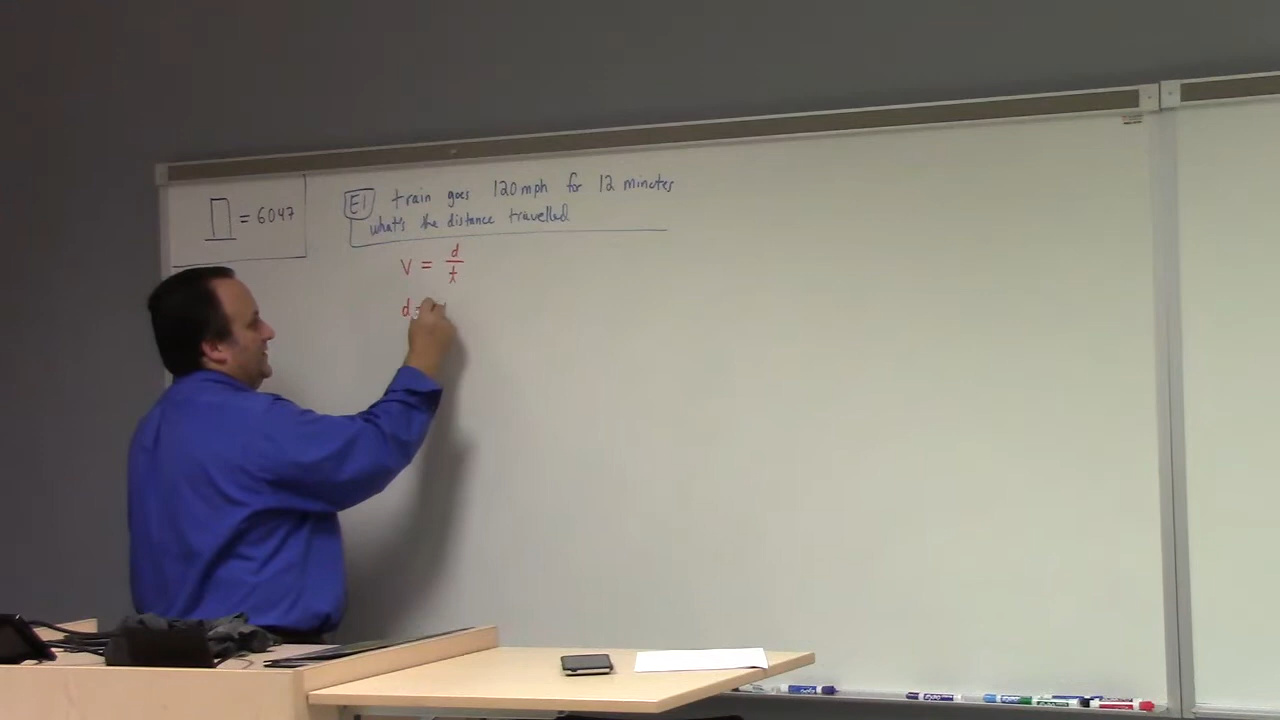 ⊓ = 6047
E1 train goes 120 mph for 12 minutes
what's the distance travelled
V = d/t
d =